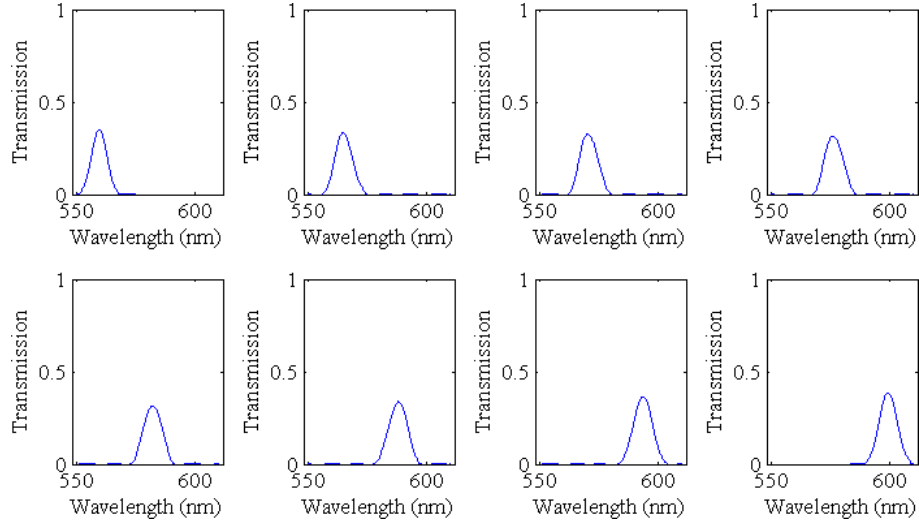 1 1 1 1
Transmission Transmission Transmission Transmission
0.5 0.5 0.5 0.5
0 0 0 0
550 600 550 600 550 600 550 600
Wavelength (nm) Wavelength (nm) Wavelength (nm) Wavelength (nm)
1 1 1 1
Transmission Transmission Transmission Transmission
0.5 0.5 0.5 0.5
0 0 0 0
550 600 550 600 550 600 550 600
Wavelength (nm) Wavelength (nm) Wavelength (nm) Wavelength (nm)